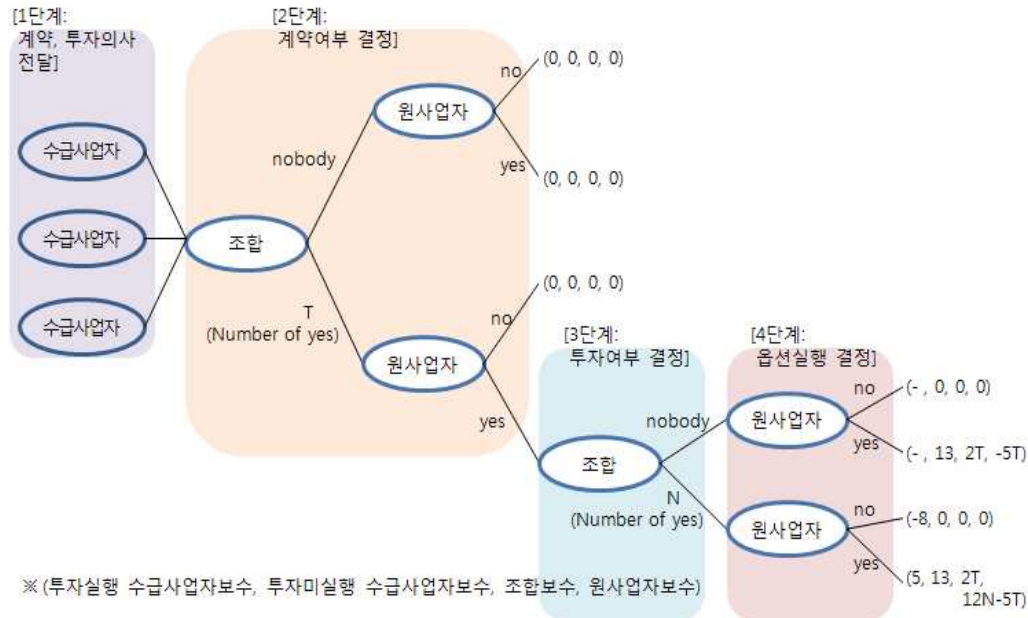 [1단계:
계약, 투자의사
전달]
[2단계:
계약여부 결정]
수급사업자
수급사업자
수급사업자
조합
nobody
T
(Number of yes)
원사업자
no
(0, 0, 0, 0)
yes
(0, 0, 0, 0)
원사업자
no
(0, 0, 0, 0)
yes
[3단계:
투자여부 결정]
조합
nobody
N
(Number of yes)
[4단계:
옵션실행 결정]
원사업자
no
(- , 0, 0, 0)
yes
(- , 13, 2T, -5T)
원사업자
no
(-8, 0, 0, 0)
yes
(5, 13, 2T,
12N-5T)
※ (투자실행 수급사업자보수, 투자미실행 수급사업자보수, 조합보수, 원사업자보수)